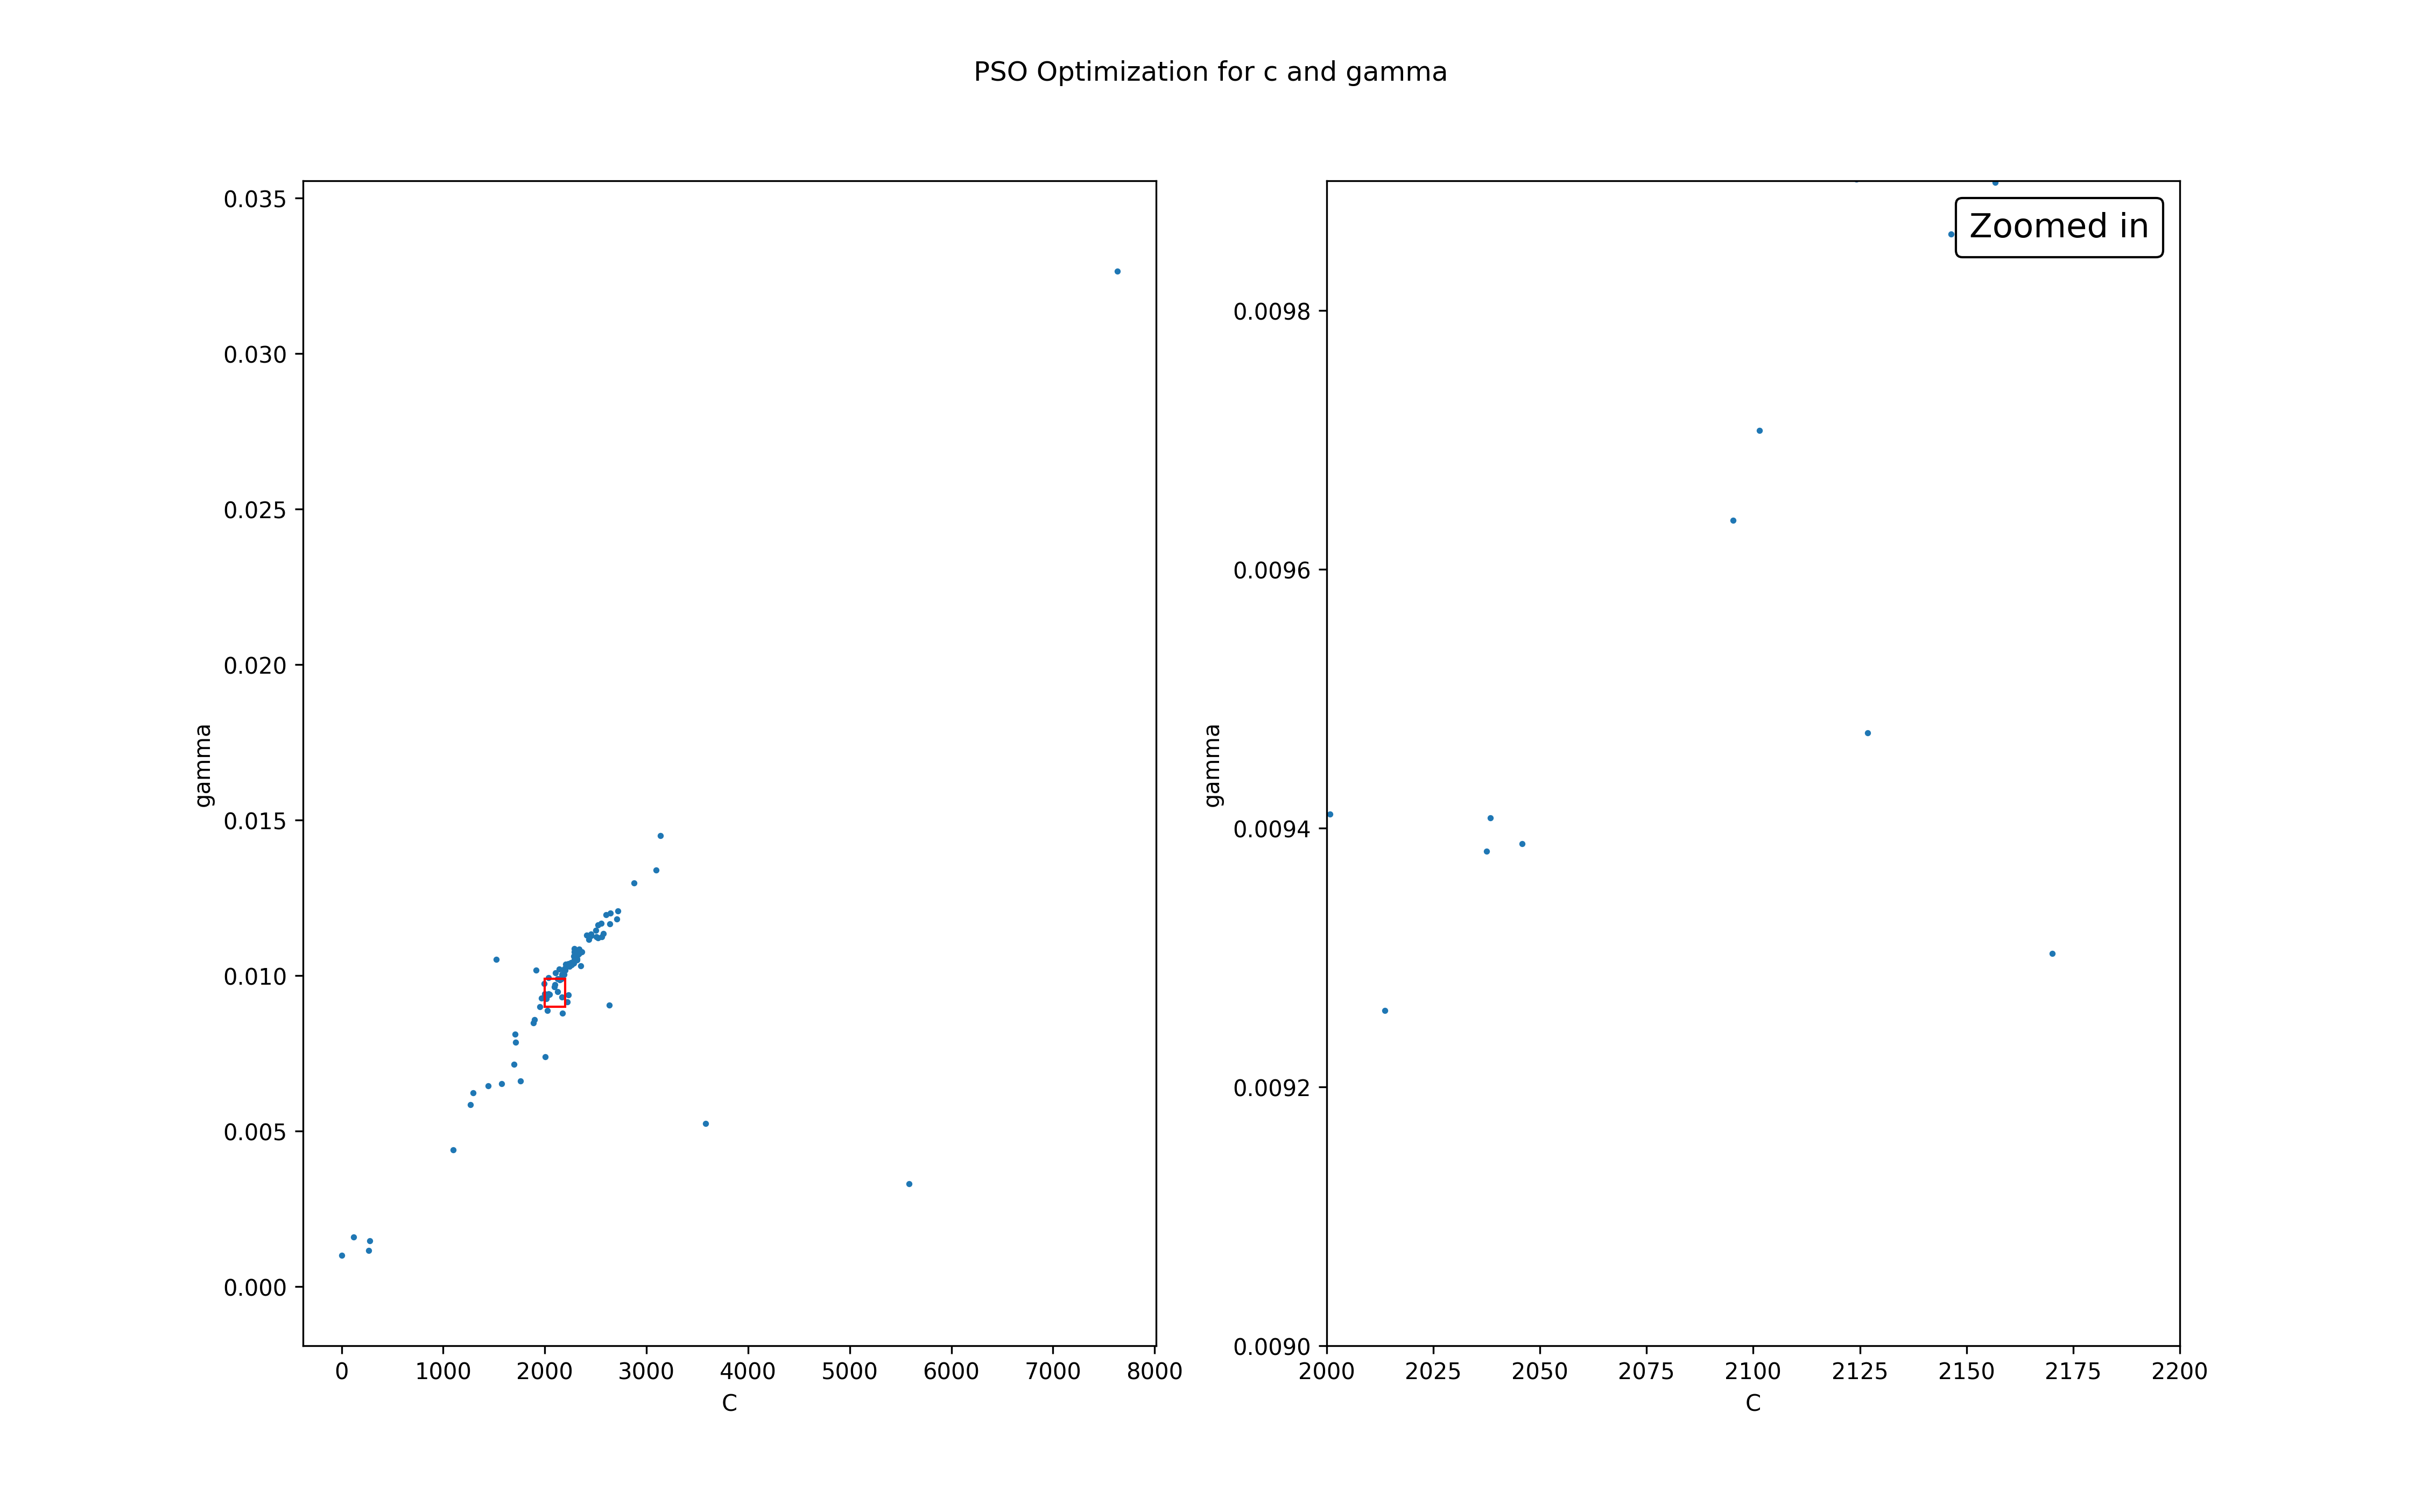 PSO Optimization for c and gamma
0.035
0.030
0.025
0.020
0.015
0.010
0.005
0.000
gamma
0 1000 2000 3000 4000 5000 6000 7000 8000
C
Zoomed in
0.0098
0.0096
0.0094
0.0092
0.0090
gamma
2000 2025 2050 2075 2100 2125 2150 2175 2200
C